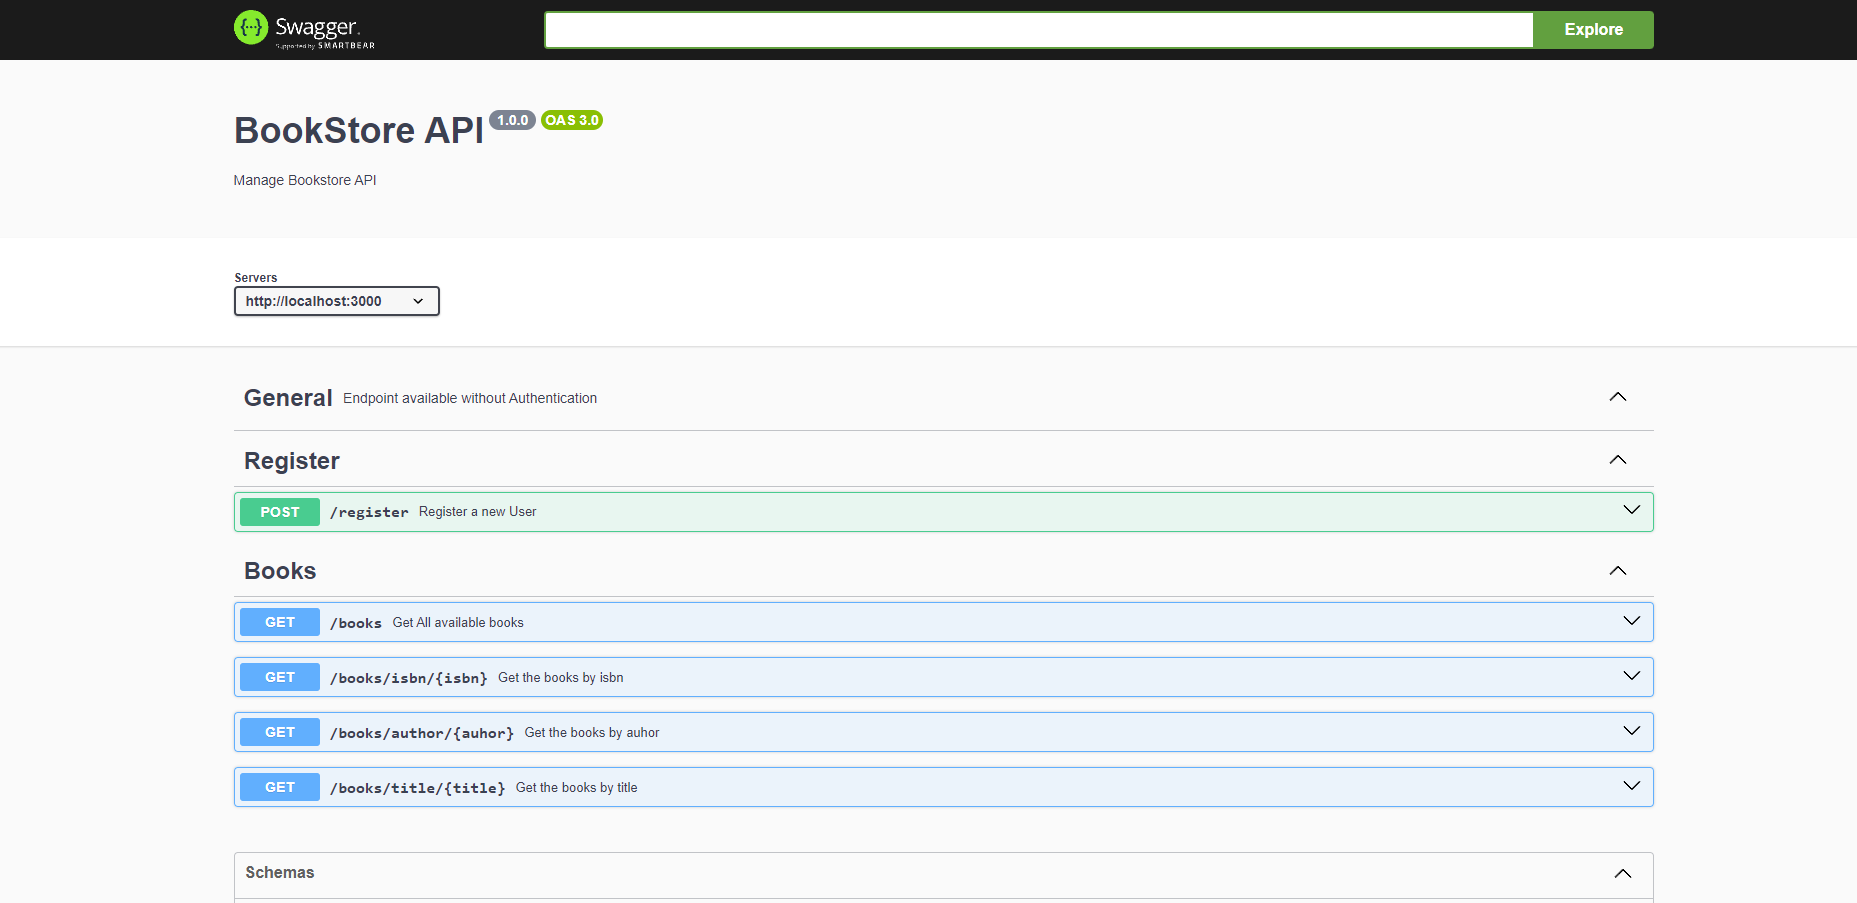 {···} Swagger.
Supported by SMARTBEAR
Explore
BookStore API 1.0.0 OAS 3.0
Manage Bookstore API
Servers
http://localhost:3000
General Endpoint available without Authentication
Register
POST /register Register a new User
Books
GET /books Get All available books
GET /books/isbn/{isbn} Get the books by isbn
GET /books/author/{auhor} Get the books by auhor
GET /books/title/{title} Get the books by title
Schemas